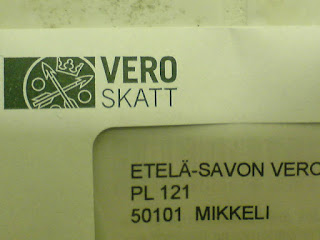 VERO
SKATT
ETELÄ-SAVON VERO
PL 121
50101 MIKKELI